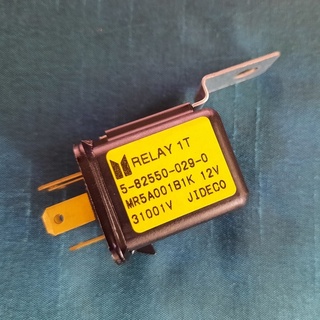 RELAY 1T
5-82550-029-0
MR5A001B1K 12V
31001V JIDECO